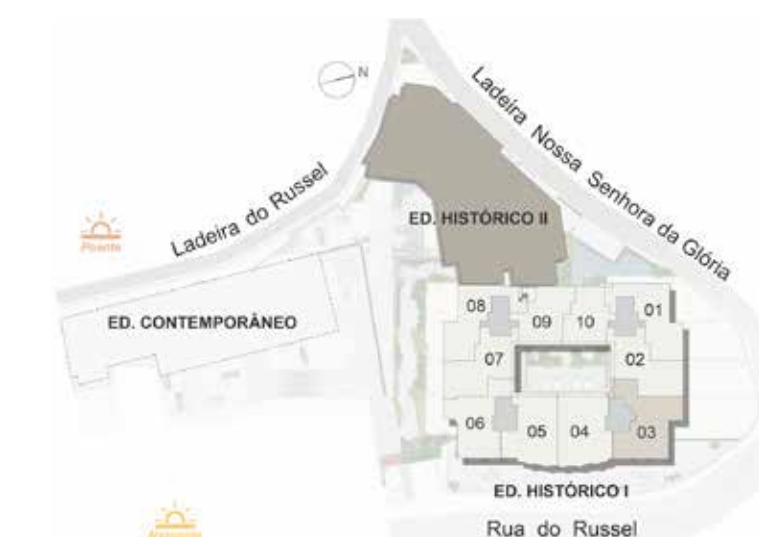 N
Ladeira Nossa Senhora da Glória
Ladeira do Russel
Poente
ED. HISTÓRICO II
ED. CONTEMPORÂNEO
08
09
10
01
07
02
06
05
04
03
ED. HISTÓRICO I
Rua do Russel